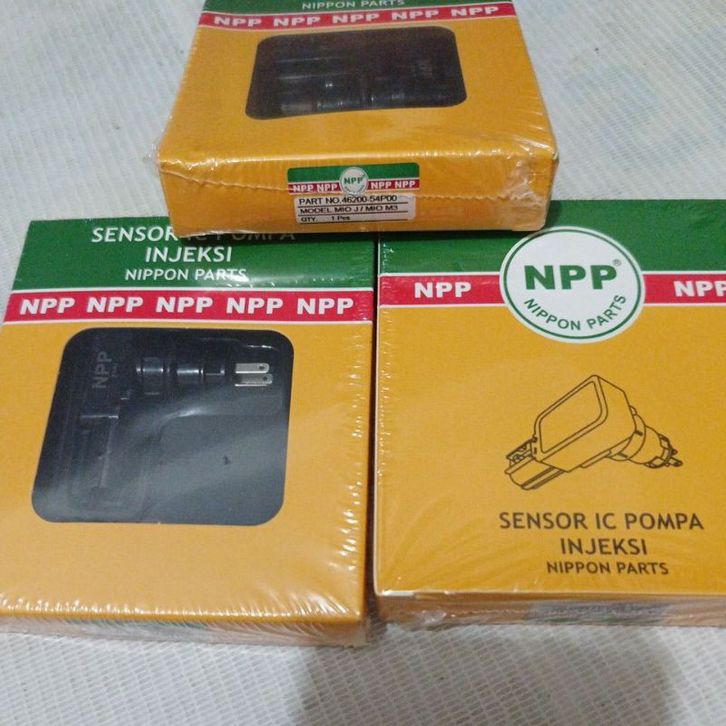 NIPPON PARTS
NPP NPP NPP NPP NPP
NPP NPP NPP NPP NPP
PART NO.46200-54P00
MODEL MIO J / MIO M3
QTY. : 1 Pcs
SENSOR IC POMPA
INJEKSI
NIPPON PARTS
NPP NPP NPP NPP NPP
NPP
NPP NPP® NPP
NIPPON PARTS
SENSOR IC POMPA
INJEKSI
NIPPON PARTS